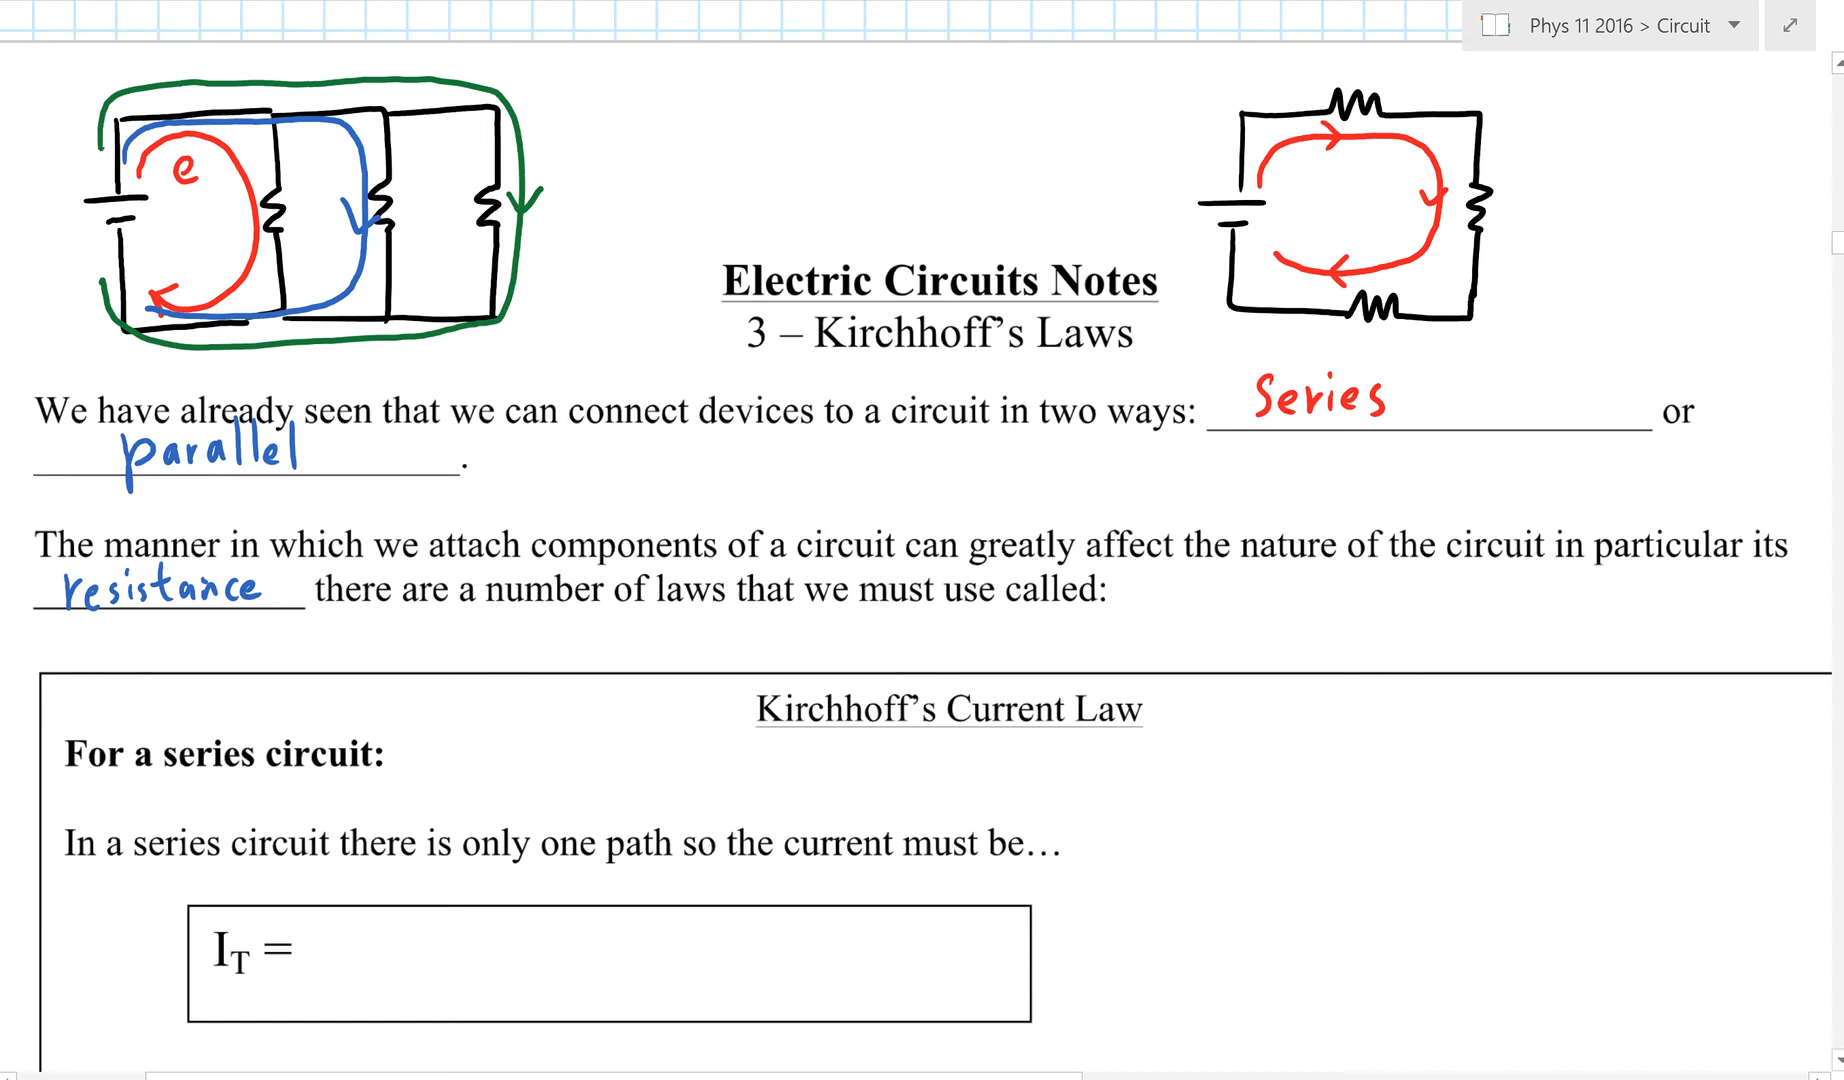 Phys 11 2016 > Circuit
e
Electric Circuits Notes
3 – Kirchhoff’s Laws
We have already seen that we can connect devices to a circuit in two ways: Series or
parallel.
The manner in which we attach components of a circuit can greatly affect the nature of the circuit in particular its
resistance there are a number of laws that we must use called:
Kirchhoff’s Current Law
For a series circuit:
In a series circuit there is only one path so the current must be…
I_T =